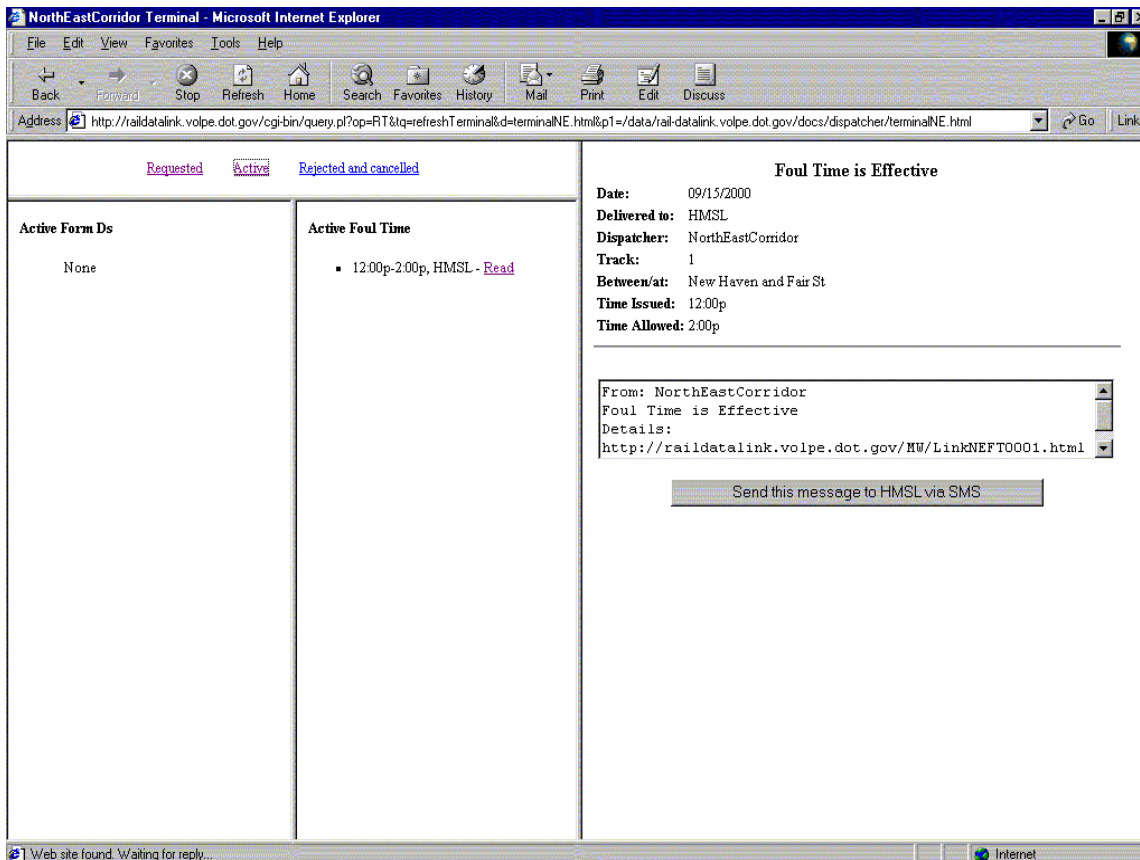 NorthEastCorridor Terminal - Microsoft Internet Explorer
File Edit View Favorites Tools Help
Back Forward Stop Refresh Home Search Favorites History Mail Print Edit Discuss
Address http://raildatalink.volpe.dot.gov/cgi-bin/query.pl?op=RT&tq=refreshTerminal&d=terminalNE.html&p1=/data/rail-datalink.volpe.dot.gov/docs/dispatcher/terminalNE.html Go Link
Requested Active Rejected and cancelled
Active Form Ds
None
Active Foul Time
12:00p-2:00p, HMSL - Read
Foul Time is Effective
Date: 09/15/2000
Delivered to: HMSL
Dispatcher: NorthEastCorridor
Track: 1
Between/at: New Haven and Fair St
Time Issued: 12:00p
Time Allowed: 2:00p
From: NorthEastCorridor
Foul Time is Effective
Details:
http://raildatalink.volpe.dot.gov/MW/LinkNEFT0001.html
Send this message to HMSL via SMS
Web site found. Waiting for reply...
Internet